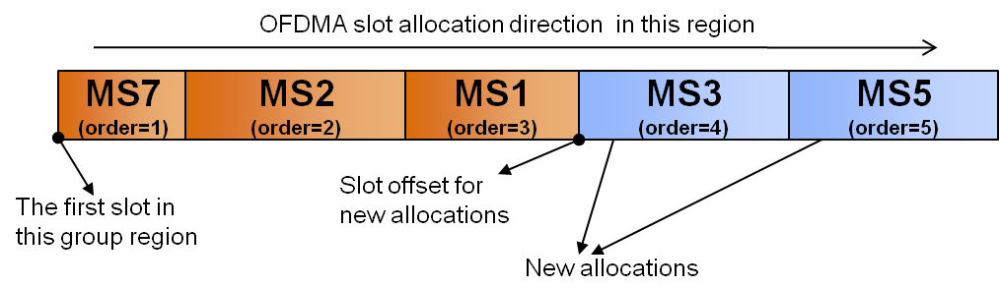 OFDMA slot allocation direction in this region
MS7
(order=1)
MS2
(order=2)
MS1
(order=3)
MS3
(order=4)
MS5
(order=5)
The first slot in
this group region
Slot offset for
new allocations
New allocations